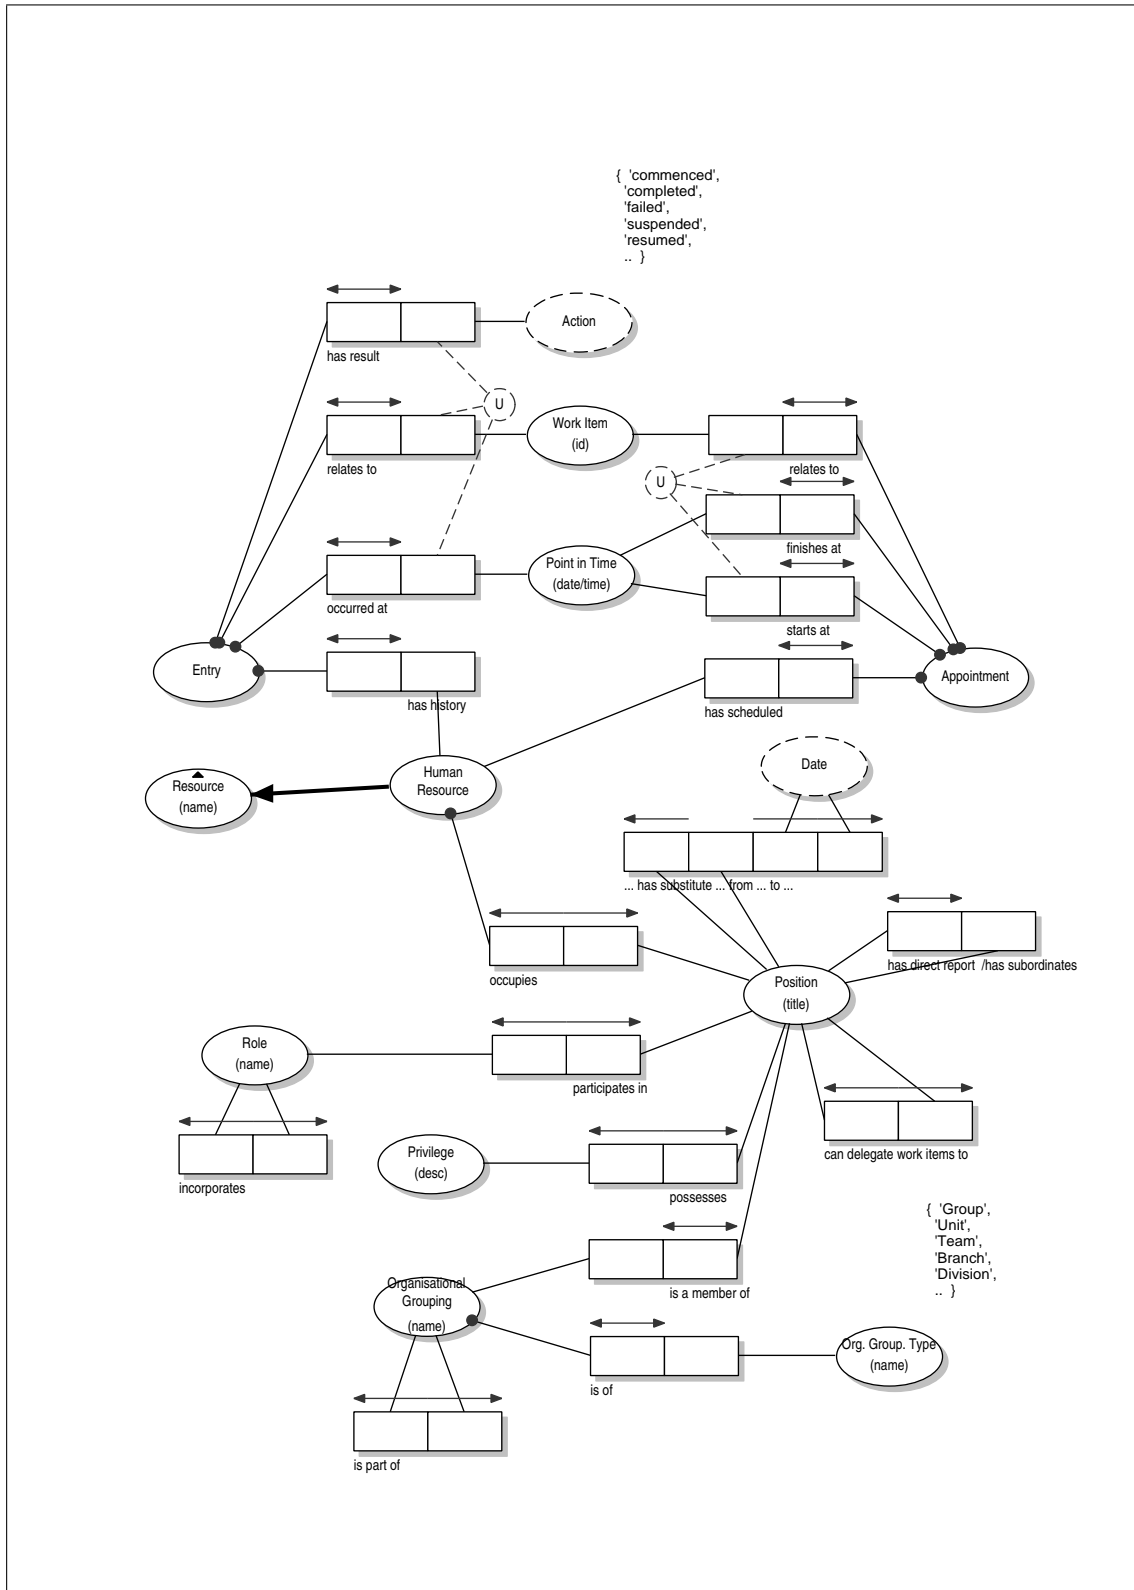 { 'commenced',
'completed',
'failed',
'suspended',
'resumed',
.. }
Action
has result
U
Work Item
(id)
relates to
relates to
U
finishes at
Point in Time
(date/time)
occurred at
starts at
Entry
has history
has scheduled
Appointment
Resource
(name)
Human
Resource
Date
... has substitute ... from ... to ...
has direct report /has subordinates
occupies
Position
(title)
Role
(name)
participates in
incorporates
Privilege
(desc)
possesses
can delegate work items to
{ 'Group',
'Unit',
'Team',
'Branch',
'Division',
.. }
is a member of
Organisational
Grouping
(name)
is of
Org. Group. Type
(name)
is part of